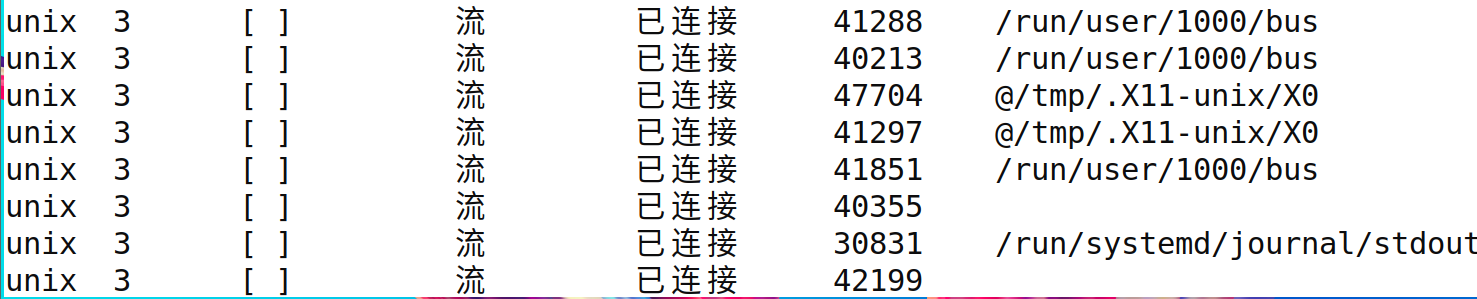 unix  3      [ ]         流        已连接     41288    /run/user/1000/bus
unix  3      [ ]         流        已连接     40213    /run/user/1000/bus
unix  3      [ ]         流        已连接     47704    @/tmp/.X11-unix/X0
unix  3      [ ]         流        已连接     41297    @/tmp/.X11-unix/X0
unix  3      [ ]         流        已连接     41851    /run/user/1000/bus
unix  3      [ ]         流        已连接     40355
unix  3      [ ]         流        已连接     30831    /run/systemd/journal/stdout
unix  3      [ ]         流        已连接     42199